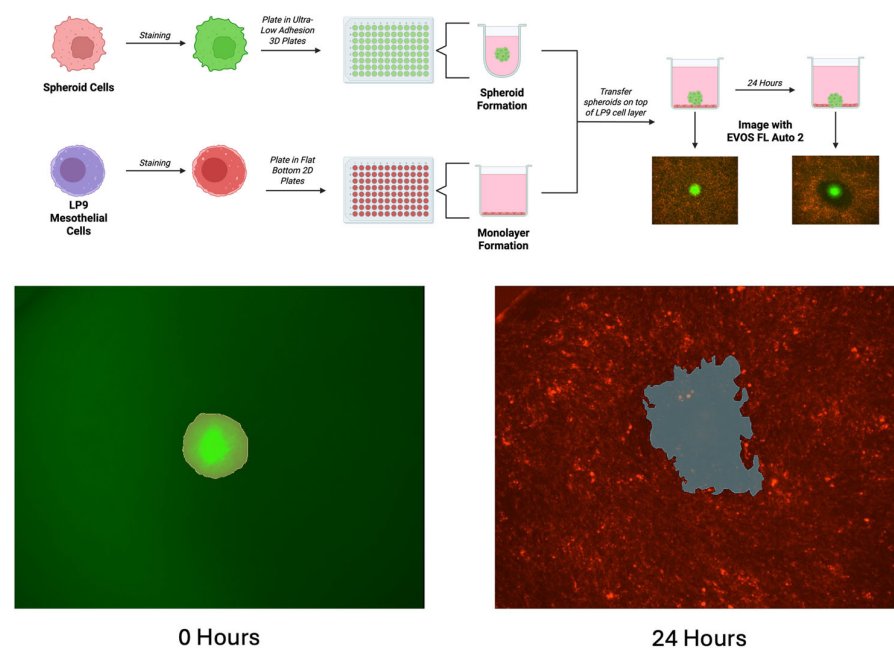 Staining
Plate in Ultra-
Low Adhesion
3D Plates
Spheroid Cells
Spheroid
Formation
Transfer
spheroids on top
of LP9 cell layer
24 Hours
Image with
EVOS FL Auto 2
Staining
Plate in Flat
Bottom 2D
Plates
LP9
Mesothelial
Cells
Monolayer
Formation
0 Hours
24 Hours